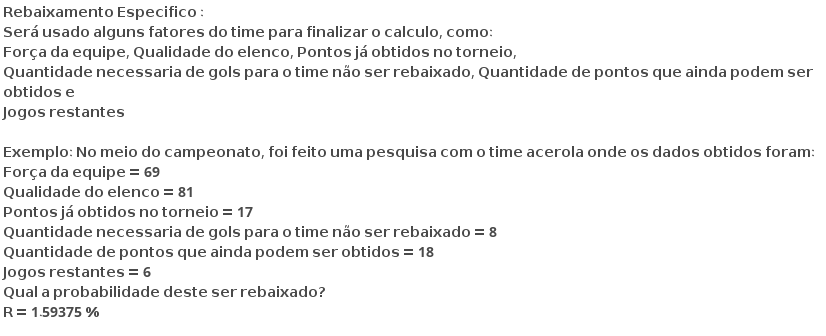 Rebaixamento Especifico :
Será usado alguns fatores do time para finalizar o calculo, como:
Força da equipe, Qualidade do elenco, Pontos já obtidos no torneio,
Quantidade necessaria de gols para o time não ser rebaixado, Quantidade de pontos que ainda podem ser
obtidos e
Jogos restantes
Exemplo: No meio do campeonato, foi feito uma pesquisa com o time acerola onde os dados obtidos foram:
Força da equipe = 69
Qualidade do elenco = 81
Pontos já obtidos no torneio = 17
Quantidade necessaria de gols para o time não ser rebaixado = 8
Quantidade de pontos que ainda podem ser obtidos = 18
Jogos restantes = 6
Qual a probabilidade deste ser rebaixado?
R = 1.59375 %